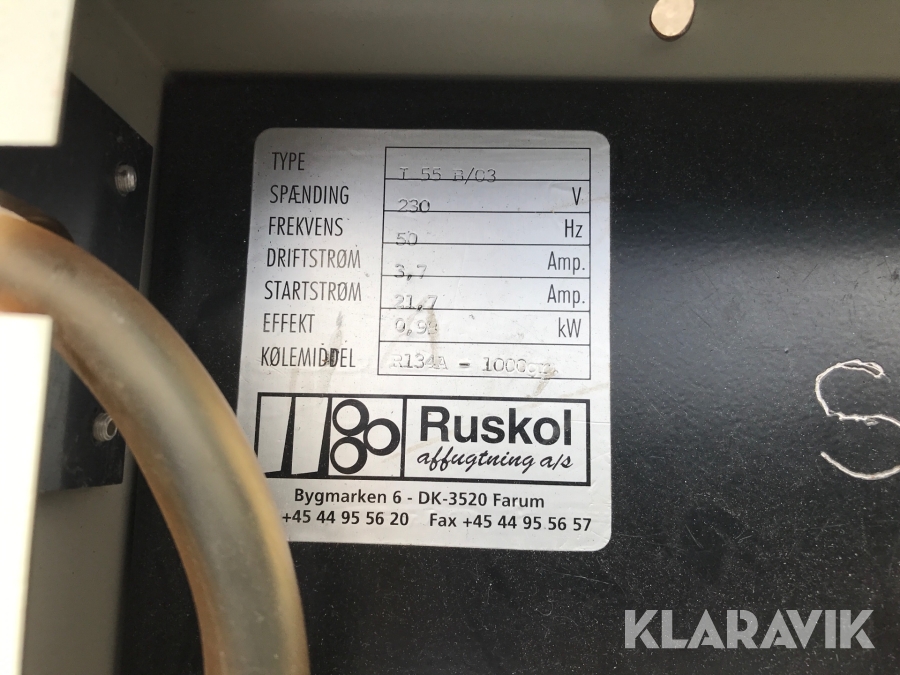 TYPE T 55 B/03
SPÆNDING 230 V
FREKVENS 50 Hz
DRIFTSTRØM 3,7 Amp.
STARTSTRØM 21,7 Amp.
EFFEKT kW
KØLEMIDDEL R134A -
Ruskol
affugtning a/s
Bygmarken 6 - DK-3520 Farum
+45 44 95 56 20 Fax +45 44 95 56 57
S
KLARAVIK